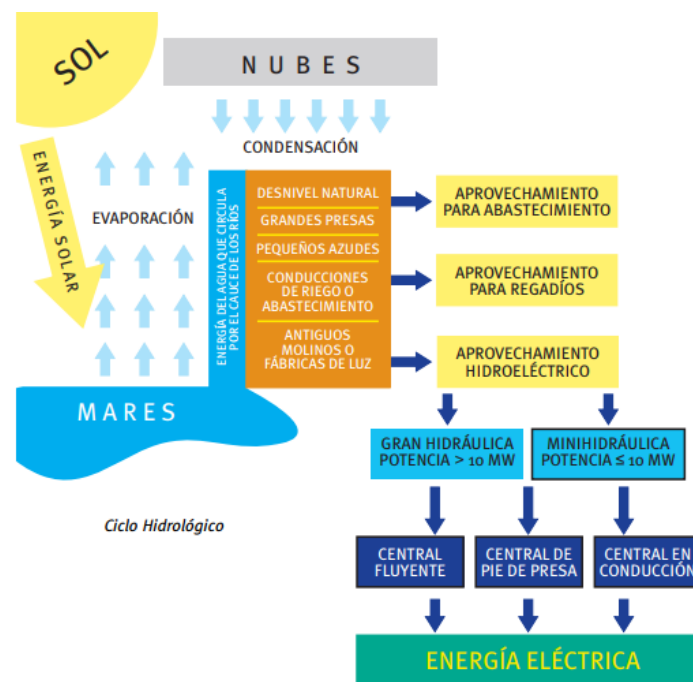 SOL
NUBES
CONDENSACIÓN
ENERGÍA SOLAR
EVAPORACIÓN
ENERGÍA DEL AGUA QUE CIRCULA
POR EL CAUCE DE LOS RÍOS
DESNIVEL NATURAL
GRANDES PRESAS
PEQUEÑOS AZUDES
CONDUCCIONES
DE RIEGO O
ABASTECIMIENTO
ANTIGUOS
MOLINOS O
FÁBRICAS DE LUZ
APROVECHAMIENTO
PARA ABASTECIMIENTO
APROVECHAMIENTO
PARA REGADÍOS
APROVECHAMIENTO
HIDROELÉCTRICO
MARES
GRAN HIDRÁULICA
POTENCIA > 10 MW
MINIHIDRÁULICA
POTENCIA ≤ 10 MW
Ciclo Hidrológico
CENTRAL
FLUYENTE
CENTRAL DE
PIE DE PRESA
CENTRAL EN
CONDUCCIÓN
ENERGÍA ELÉCTRICA